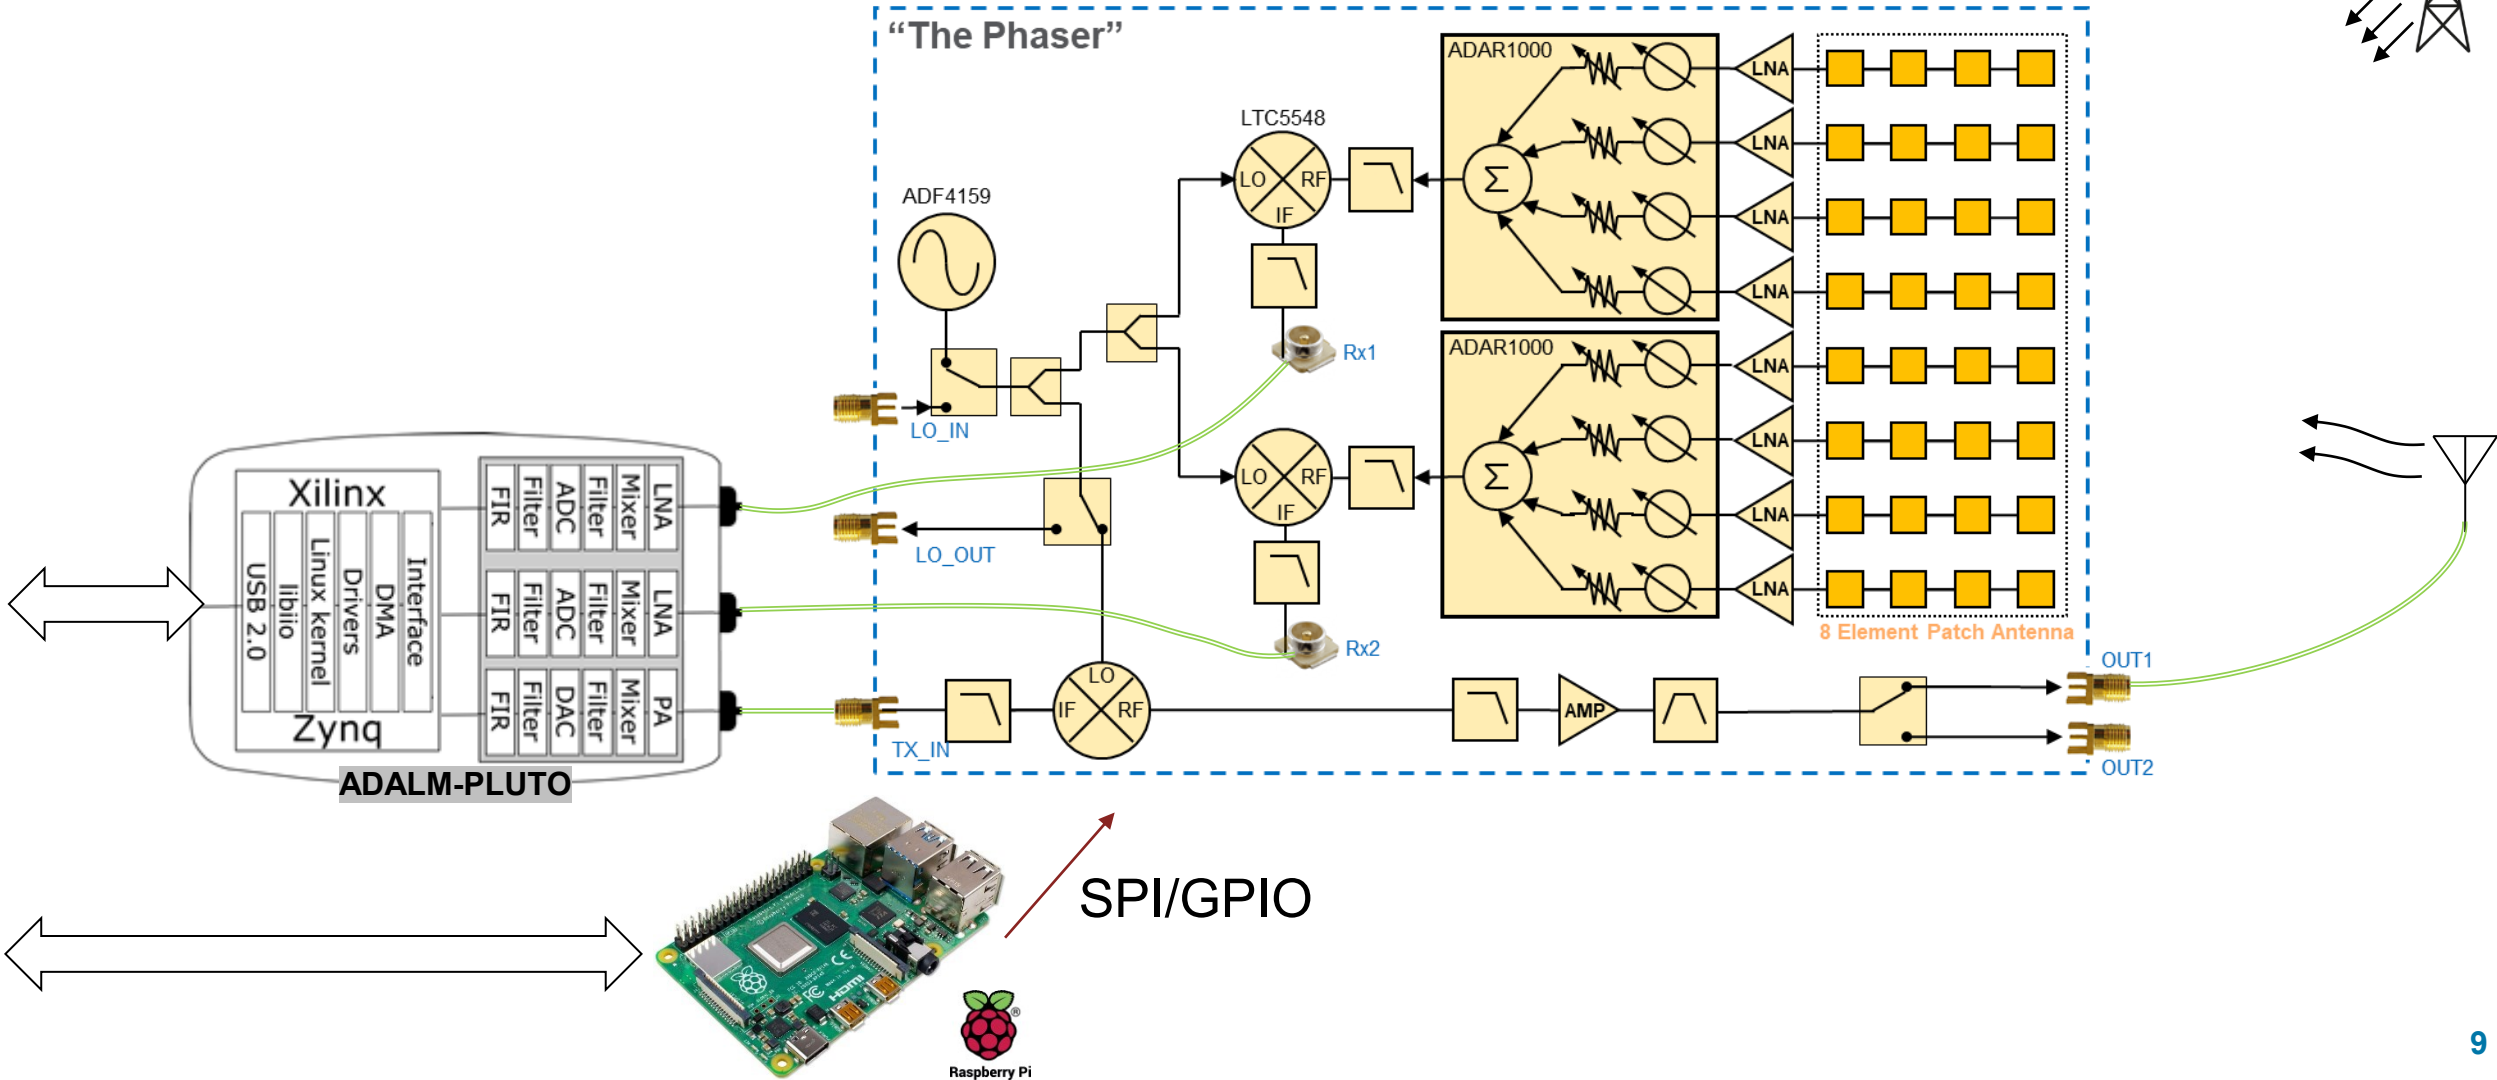 “The Phaser”
ADAR1000
LNA
LNA
LNA
LNA
Σ
LTC5548
LO
RF
IF
ADF4159
Rx1
LO_IN
ADAR1000
LNA
LNA
LNA
LNA
Σ
LO
RF
IF
LO_OUT
Rx2
8 Element Patch Antenna
Xilinx
USB 2.0
libiio
Linux kernel
Drivers
DMA
Interface
Zynq
FIR
Filter
ADC
Filter
Mixer
LNA
FIR
Filter
ADC
Filter
Mixer
LNA
FIR
Filter
DAC
Filter
Mixer
PA
ADALM-PLUTO
TX_IN
LO
IF
RF
AMP
OUT1
OUT2
SPI/GPIO
HDMI
FC CE
Raspberry Pi
®
9